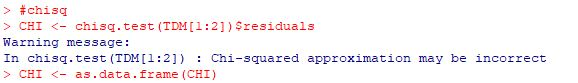 > #chisq
> CHI <- chisq.test(TDM[1:2])$residuals
Warning message:
In chisq.test(TDM[1:2]) : Chi-squared approximation may be incorrect
> CHI <- as.data.frame(CHI)